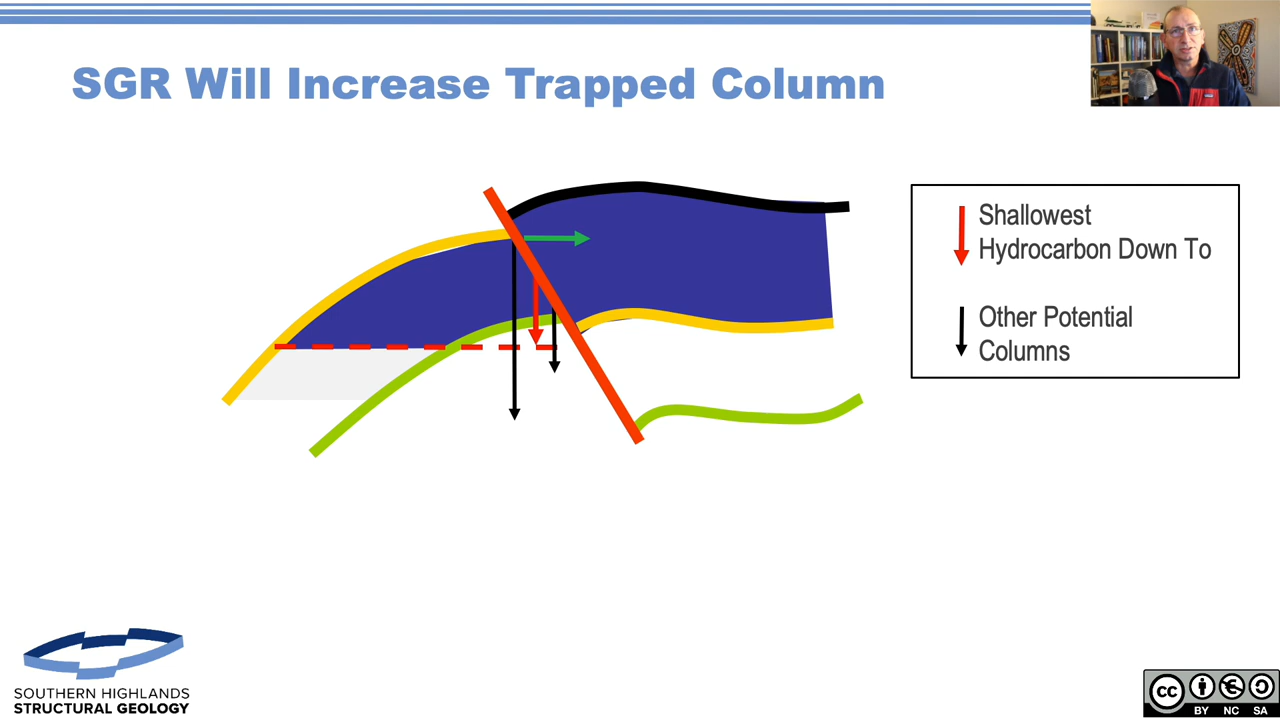 SGR Will Increase Trapped Column
Shallowest
Hydrocarbon Down To
Other Potential
Columns
SOUTHERN HIGHLANDS
STRUCTURAL GEOLOGY
cc
BY NC SA